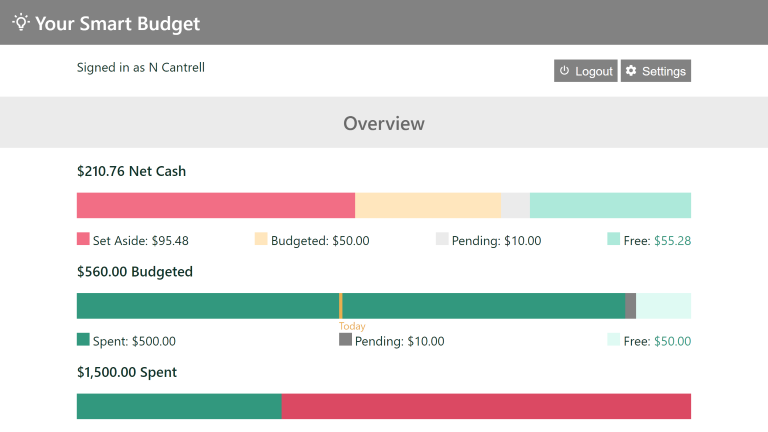 Your Smart Budget
Signed in as N Cantrell
Logout
Settings
Overview
$210.76 Net Cash
Set Aside: $95.48
Budgeted: $50.00
Pending: $10.00
Free: $55.28
$560.00 Budgeted
Today
Spent: $500.00
Pending: $10.00
Free: $50.00
$1,500.00 Spent